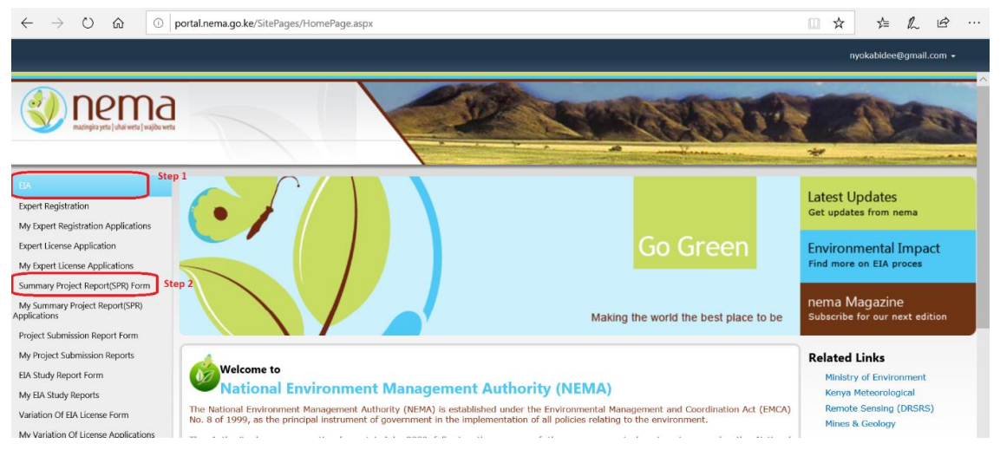 portal.nema.go.ke/SitePages/HomePage.aspx
nyokabidee@gmail.com
nema
mazingira yetu | uhai wetu | wajibu wetu
Step 1
EIA
Expert Registration
My Expert Registration Applications
Expert License Application
My Expert License Applications
Summary Project Report(SPR) Form
Step 2
My Summary Project Report(SPR)
Applications
Project Submission Report Form
My Project Submission Reports
EIA Study Report Form
My EIA Study Reports
Variation Of EIA License Form
My Variation Of License Applications
Go Green
Making the world the best place to be
Latest Updates
Get updates from nema
Environmental Impact
Find more on EIA proces
nema Magazine
Subscribe for our next edition
Welcome to
National Environment Management Authority (NEMA)
The National Environment Management Authority (NEMA) is established under the Environmental Management and Coordination Act (EMCA)
No. 8 of 1999, as the principal instrument of government in the implementation of all policies relating to the environment.
Related Links
Ministry of Environment
Kenya Meteorological
Remote Sensing (DRSRS)
Mines & Geology